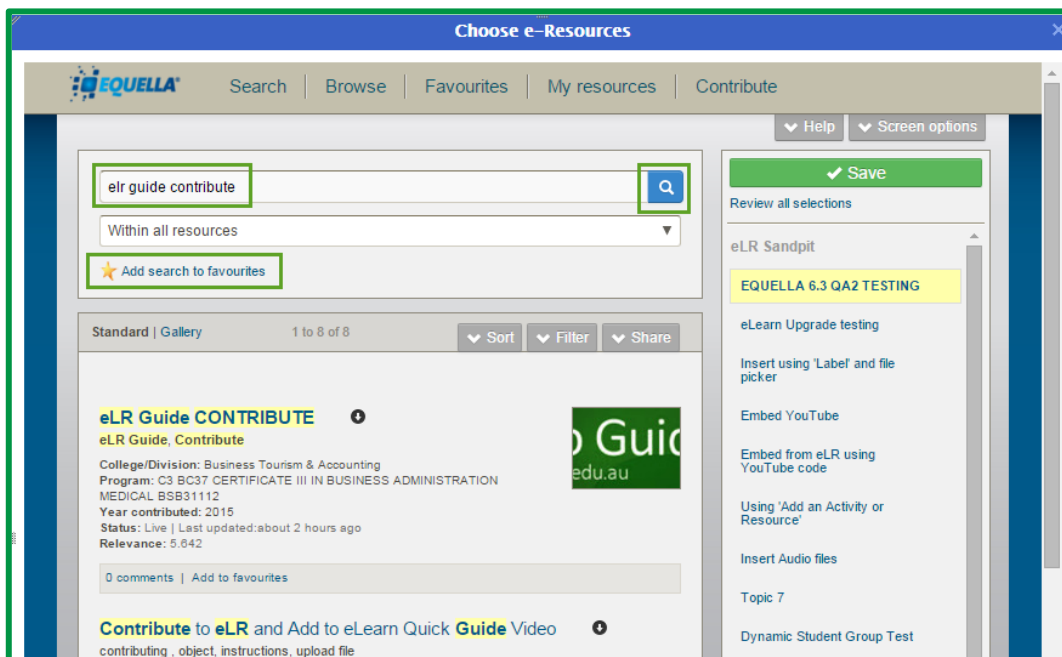 Choose e-Resources
EQUELLA
Search | Browse | Favourites | My resources | Contribute
Help
Screen options
elr guide contribute
Within all resources
Add search to favourites
Standard | Gallery
1 to 8 of 8
Sort
Filter
Share
eLR Guide CONTRIBUTE
eLR Guide, Contribute
College/Division: Business Tourism & Accounting
Program: C3 BC37 CERTIFICATE III IN BUSINESS ADMINISTRATION
MEDICAL BSB31112
Year contributed: 2015
Status: Live | Last updated:about 2 hours ago
Relevance: 5.642
Guid
edu.au
0 comments | Add to favourites
Contribute to eLR and Add to eLearn Quick Guide Video
contributing , object, instructions, upload file
Save
Review all selections
eLR Sandpit
EQUELLA 6.3 QA2 TESTING
eLearn Upgrade testing
Insert using 'Label' and file
picker
Embed YouTube
Embed from eLR using
YouTube code
Using 'Add an Activity or
Resource'
Insert Audio files
Topic 7
Dynamic Student Group Test